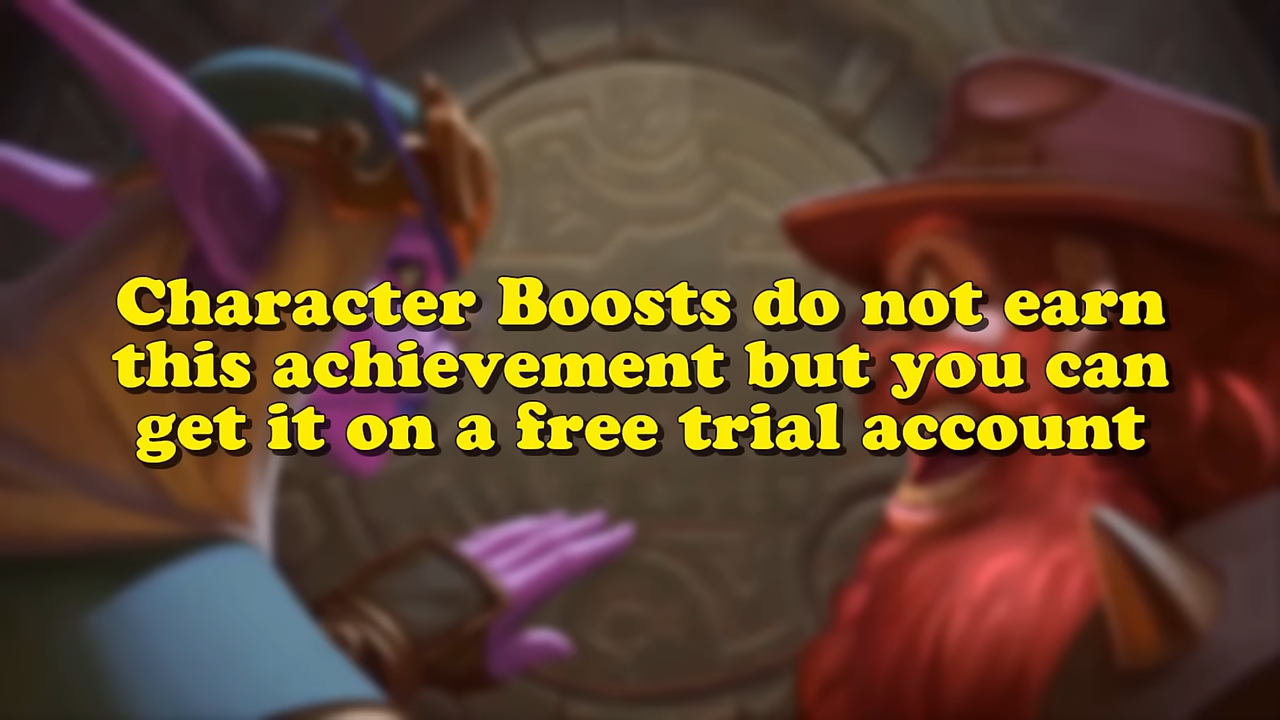 Character Boosts do not earn
this achievement but you can
get it on a free trial account